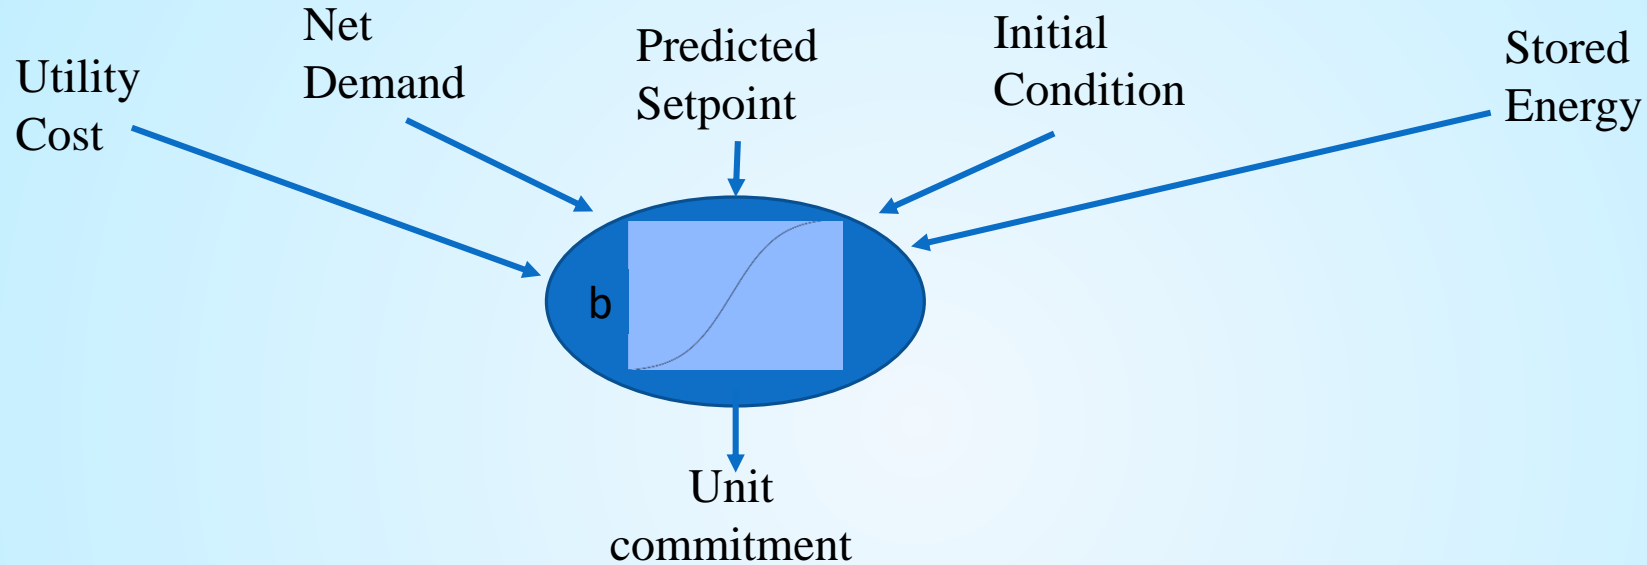 Utility
Cost
Net
Demand
Predicted
Setpoint
Initial
Condition
Stored
Energy
b
Unit
commitment